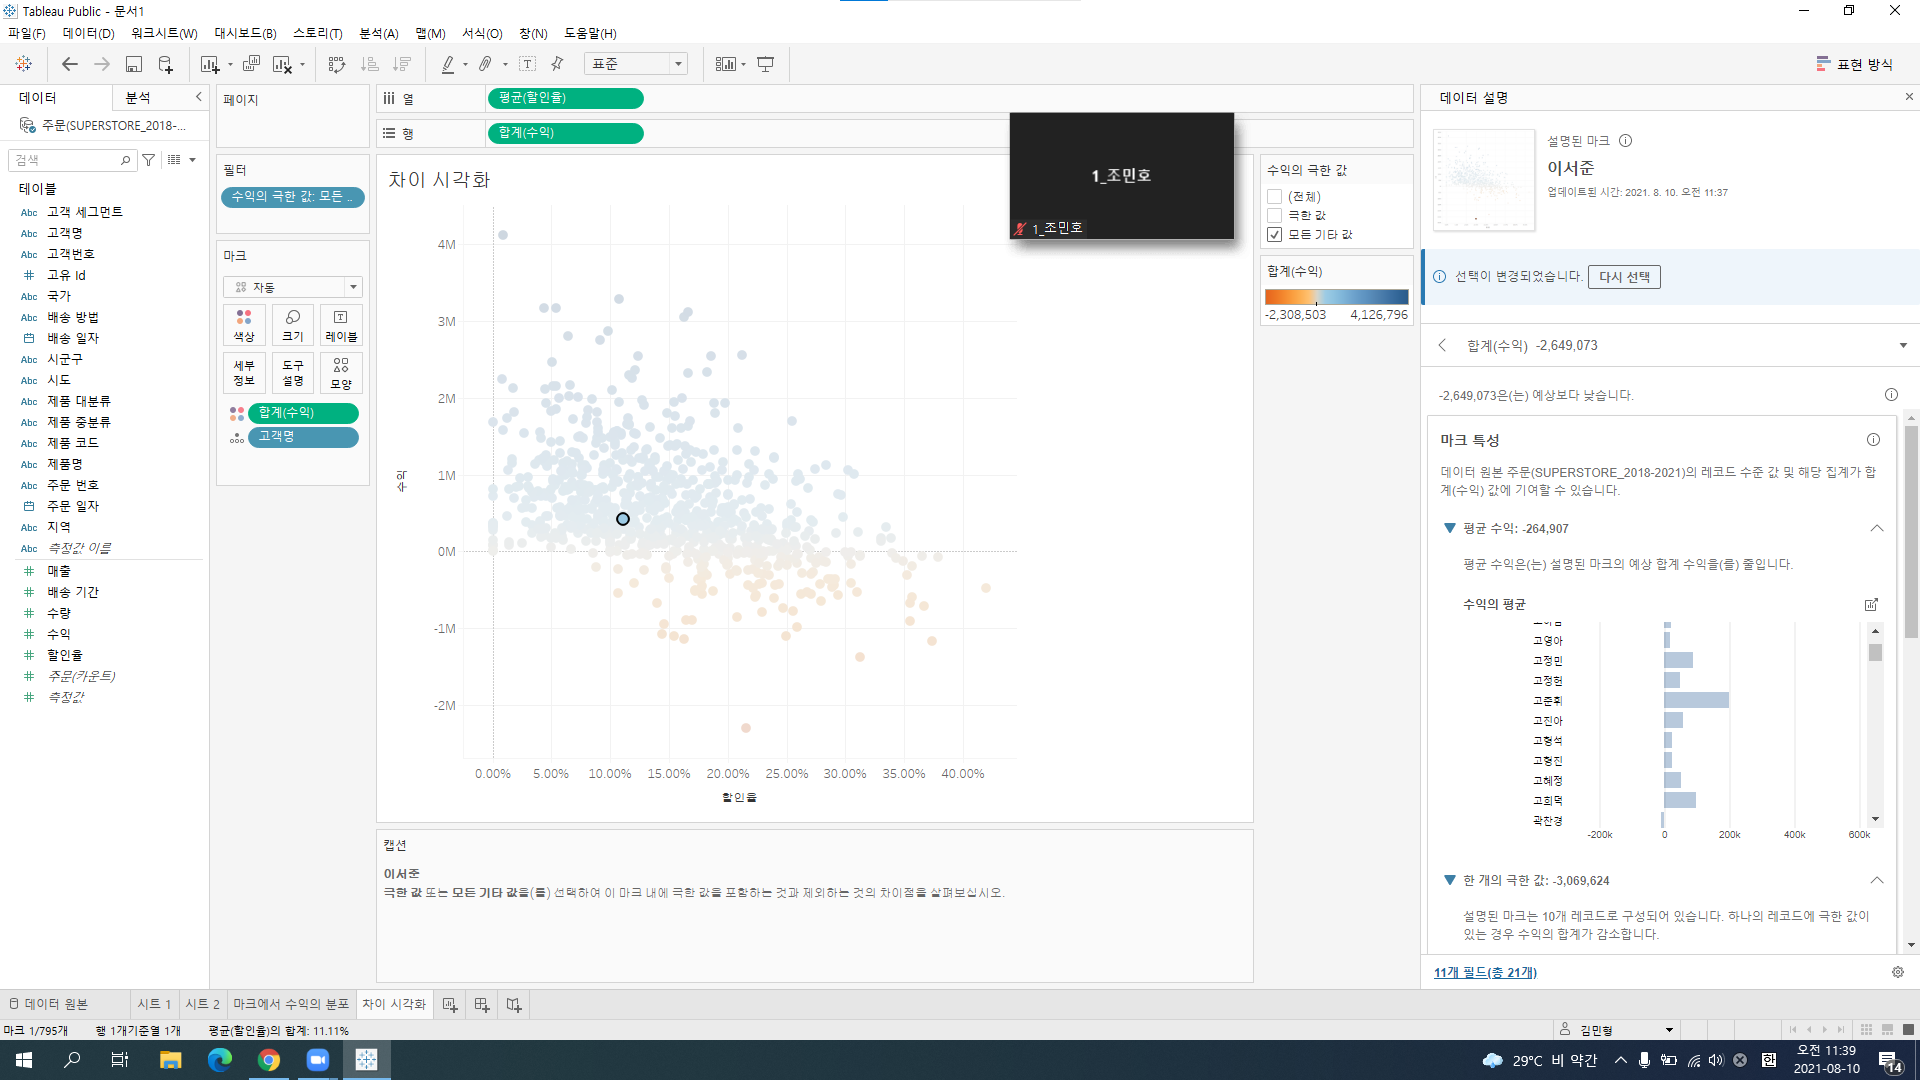 Tableau Public - 문서1
파일(F) 데이터(D) 워크시트(W) 대시보드(B) 스토리(T) 분석(A) 맵(M) 서식(O) 창(N) 도움말(H)
표준
표현 방식
데이터 분석
주문(SUPERSTORE_2018-...
검색
테이블
Abc 고객 세그먼트
Abc 고객명
Abc 고객번호
# 고유 Id
Abc 국가
Abc 배송 방법
배송 일자
Abc 시군구
Abc 시도
Abc 제품 대분류
Abc 제품 중분류
Abc 제품 코드
Abc 제품명
Abc 주문 번호
주문 일자
Abc 지역
Abc 측정값 이름
# 매출
# 배송 기간
# 수량
# 수익
# 할인율
# 주문(카운트)
# 측정값
페이지
필터
수익의 극한 값: 모든 ..
마크
자동
색상 크기 레이블
세부 정보 도구 설명 모양
합계(수익)
고객명
열 평균(할인율)
행 합계(수익)
차이 시각화
4M
3M
2M
1M
0M
-1M
-2M
수익
0.00% 5.00% 10.00% 15.00% 20.00% 25.00% 30.00% 35.00% 40.00%
할인율
1_조민호
1_조민호
수익의 극한 값
(전체)
극한 값
모든 기타 값
합계(수익)
-2,308,503 4,126,796
캡션
이서준
극한 값 또는 모든 기타 값을(를) 선택하여 이 마크 내에 극한 값을 포함하는 것과 제외하는 것의 차이점을 살펴보십시오.
데이터 설명
설명된 마크
이서준
업데이트된 시간: 2021. 8. 10. 오전 11:37
선택이 변경되었습니다. 다시 선택
합계(수익) -2,649,073
-2,649,073은(는) 예상보다 낮습니다.
마크 특성
데이터 원본 주문(SUPERSTORE_2018-2021)의 레코드 수준 값 및 해당 집계가 합
계(수익) 값에 기여할 수 있습니다.
평균 수익: -264,907
평균 수익은(는) 설명된 마크의 예상 합계 수익을(를) 줄입니다.
수익의 평균
고영아
고정민
고정헌
고준휘
고진아
고형석
고형진
고혜정
고희덕
곽찬경
-200k 0 200k 400k 600k
한 개의 극한 값: -3,069,624
설명된 마크는 10개 레코드로 구성되어 있습니다. 하나의 레코드에 극한 값이
있는 경우 수익의 합계가 감소합니다.
11개 필드(총 21개)
데이터 원본 시트 1 시트 2 마크에서 수익의 분포 차이 시각화
마크 1/795개 행 1개기준열 1개 평균(할인율)의 합계: 11.11%
김민형
29°C 비 약간
한
오전 11:39
2021-08-10
14